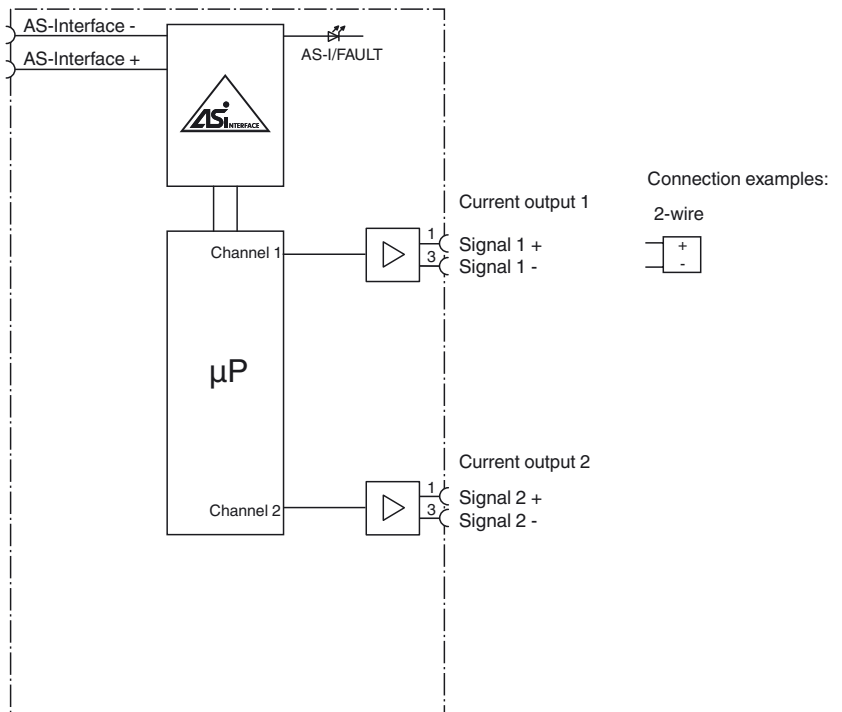 AS-Interface -
AS-Interface +
AS-I/FAULT
ASi INTERFACE
Current output 1
Connection examples:
2-wire
Channel 1
1
Signal 1 +
3
Signal 1 -
+
-
µP
Current output 2
Channel 2
1
Signal 2 +
3
Signal 2 -